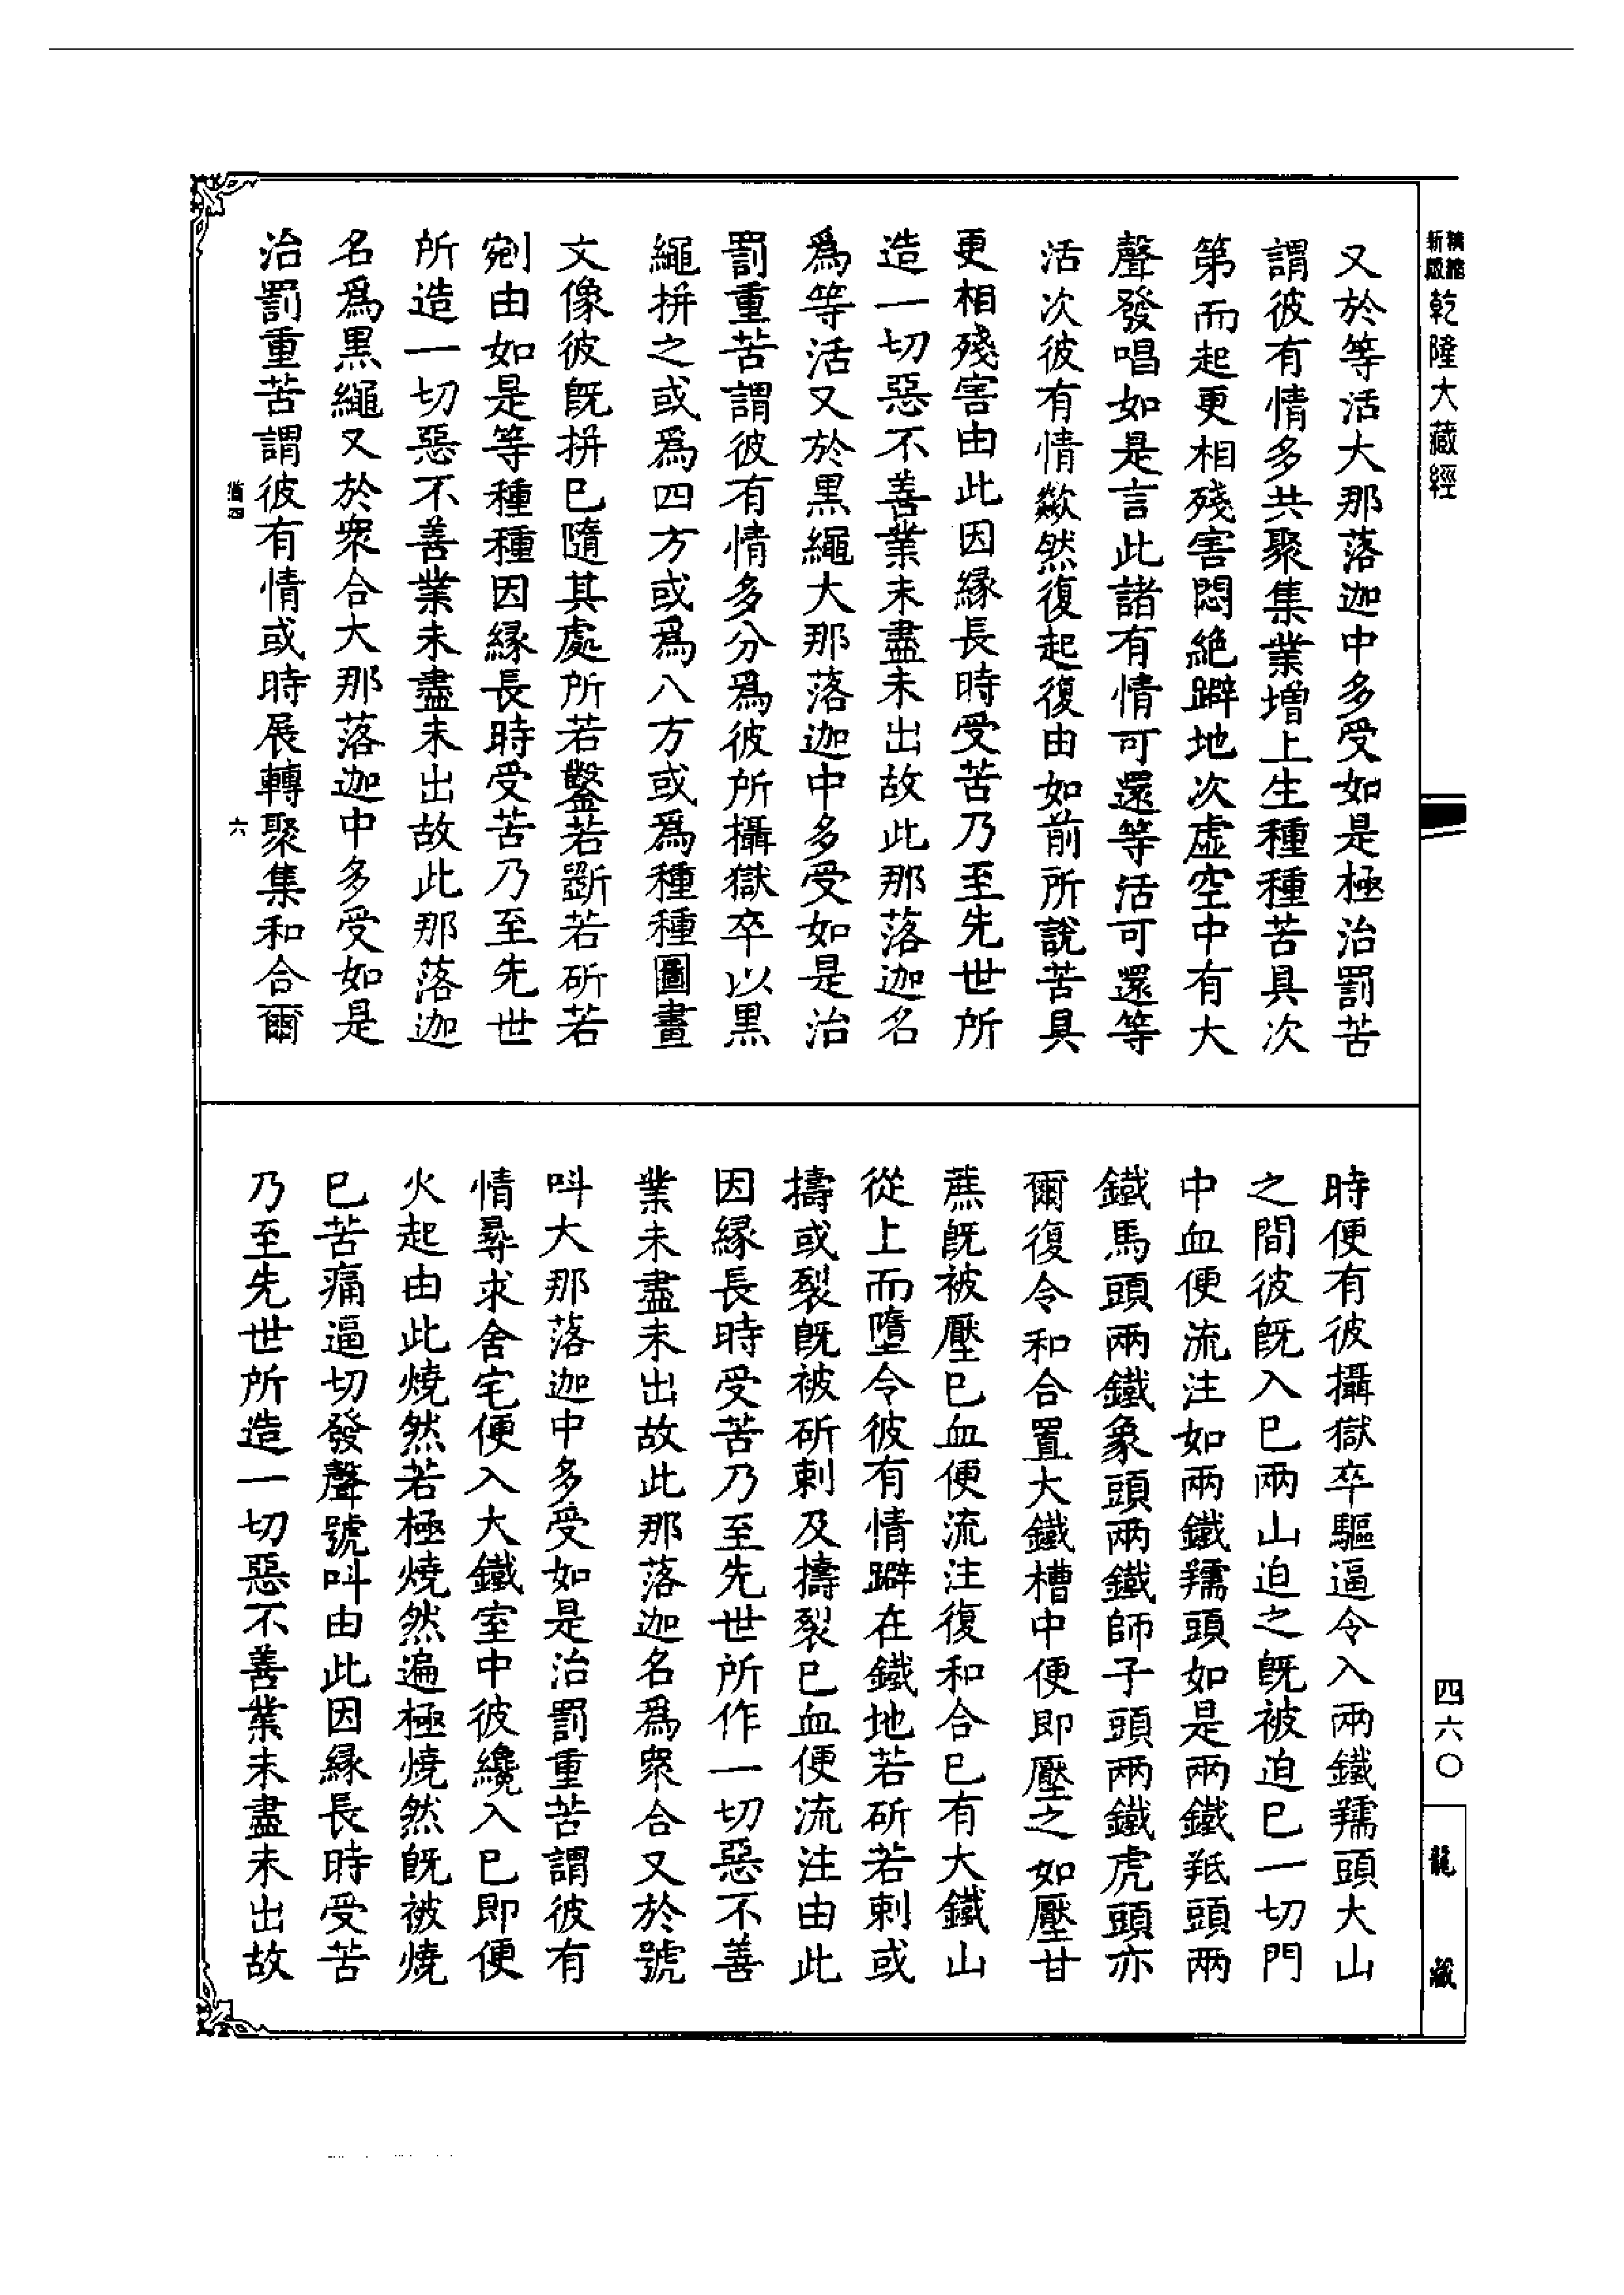 乾隆大藏經
四六〇
龍藏
又於等活大那落迦中多受如是極治罰苦
謂彼有情多共聚集業增上生種種苦具次
第而起更相殘害悶絶躃地次虚空中有大
聲發唱如是言此諸有情可還等活可還等
活次彼有情歘然復起復由如前所說苦具
更相殘害由此因縁長時受苦乃至先世所
造一切惡不善業未盡未出故此那落迦名
爲等活又於黒繩大那落迦中多受如是治
罰重苦謂彼有情多分爲彼所攝獄卒以黒
繩拼之或爲四方或爲八方或爲種種圖畫
文像彼旣拼已隨其處所若鑿若斵若斫若
剜由如是等種種因縁長時受苦乃至先世
所造一切惡不善業未盡未出故此那落迦
名爲黒繩又於衆合大那落迦中多受如是
治罰重苦謂彼有情或時展轉聚集和合爾
六
時便有彼攝獄卒驅逼令入兩鐵羺頭大山
之間彼旣入已兩山迫之旣被迫已一切門
中血便流注如兩鐵羺頭如是兩鐵羝頭兩
鐵馬頭兩鐵象頭兩鐵師子頭兩鐵虎頭亦
爾復令和合置大鐵槽中便即壓之如壓甘
蔗旣被壓已血便流注復和合已有大鐵山
從上而墮令彼有情躃在鐵地若斫若剌或
擣或裂旣被斫剌及擣裂已血便流注由此
因縁長時受苦乃至先世所作一切惡不善
業未盡未出故此那落迦名爲衆合又於號
叫大那落迦中多受如是治罰重苦謂彼有
情尋求舍宅便入大鐵室中彼纔入已即便
火起由此燒然若極燒然遍極燒然旣被燒
已苦痛逼切發聲號叫由此因縁長時受苦
乃至先世所造一切惡不善業未盡未出故